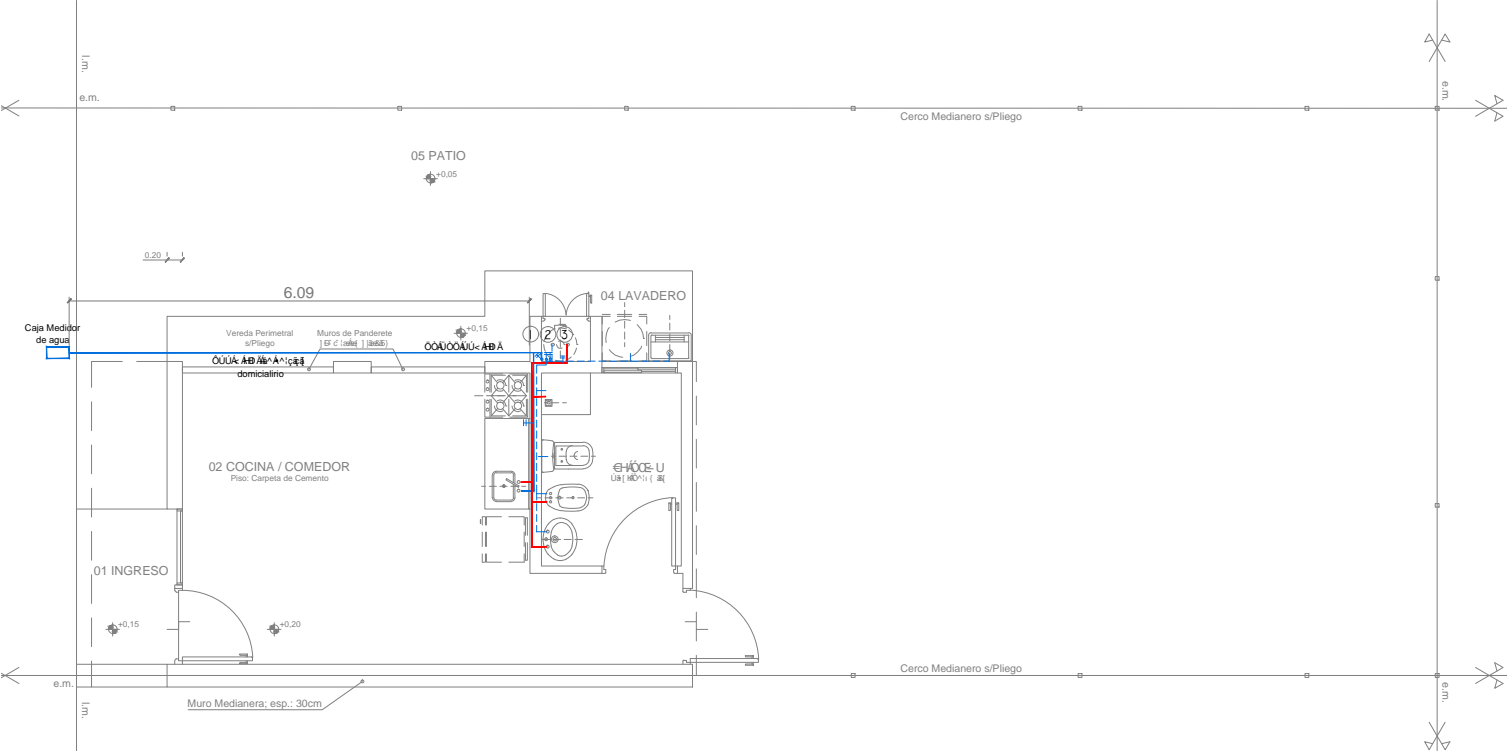 l.m.
e.m.
e.m.
Cerco Medianero s/Pliego
05 PATIO
+0,05
0.20
6.09
04 LAVADERO
Caja Medidor
de agua
Vereda Perimetral
s/Pliego
Muros de Panderete
+0,15
1 2 3
domicialirio
02 COCINA / COMEDOR
Piso: Carpeta de Cemento
01 INGRESO
+0,15
+0,20
Cerco Medianero s/Pliego
e.m.
e.m.
l.m.
Muro Medianera; esp.: 30cm